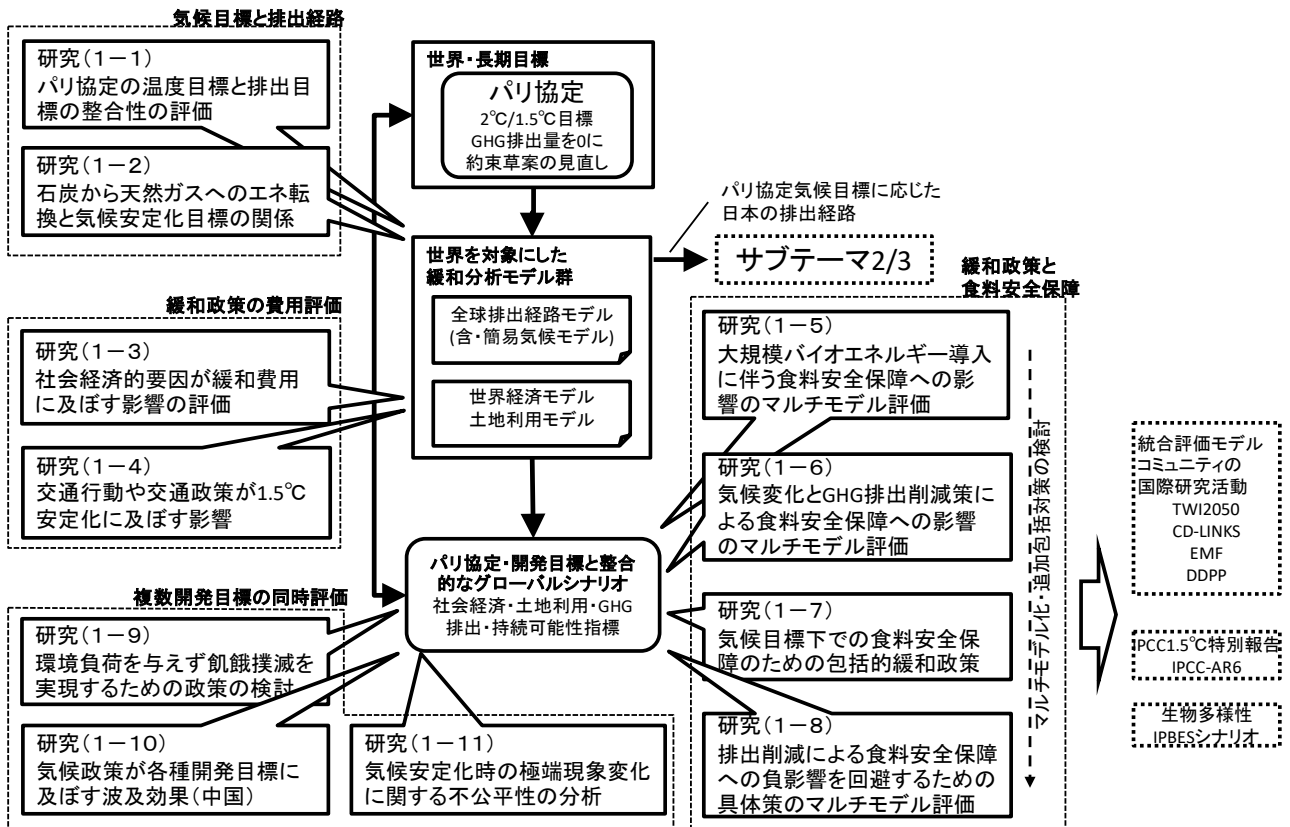 気候目標と排出経路
研究(1－1)
パリ協定の温度目標と排出目
標の整合性の評価
研究(1－2)
石炭から天然ガスへのエネ転
換と気候安定化目標の関係
世界・長期目標
パリ協定
2℃/1.5℃目標
GHG排出量を0に
約束草案の見直し
パリ協定気候目標に応じた
日本の排出経路
サブテーマ2/3
世界を対象にした
緩和分析モデル群
全球排出経路モデル
(含・簡易気候モデル)
世界経済モデル
土地利用モデル
緩和政策の費用評価
研究(1－3)
社会経済的要因が緩和費用
に及ぼす影響の評価
研究(1－4)
交通行動や交通政策が1.5℃
安定化に及ぼす影響
緩和政策と
食料安全保障
研究(1－5)
大規模バイオエネルギー導入
に伴う食料安全保障への影
響のマルチモデル評価
研究(1－6)
気候変化とGHG排出削減策に
よる食料安全保障への影響
のマルチモデル評価
研究(1－7)
気候目標下での食料安全保
障のための包括的緩和政策
研究(1－8)
排出削減による食料安全保障
への負影響を回避するための
具体策のマルチモデル評価
マルチモデル化・追加包括対策の検討
パリ協定・開発目標と整合
的なグローバルシナリオ
社会経済・土地利用・GHG
排出・持続可能性指標
複数開発目標の同時評価
研究(1－9)
環境負荷を与えず飢餓撲滅を
実現するための政策の検討
研究(1－10)
気候政策が各種開発目標に
及ぼす波及効果(中国)
研究(1－11)
気候安定化時の極端現象変化
に関する不公平性の分析
統合評価モデル
コミュニティの
国際研究活動
TWI2050
CD-LINKS
EMF
DDPP
IPCC1.5℃特別報告
IPCC-AR6
生物多様性
IPBESシナリオ